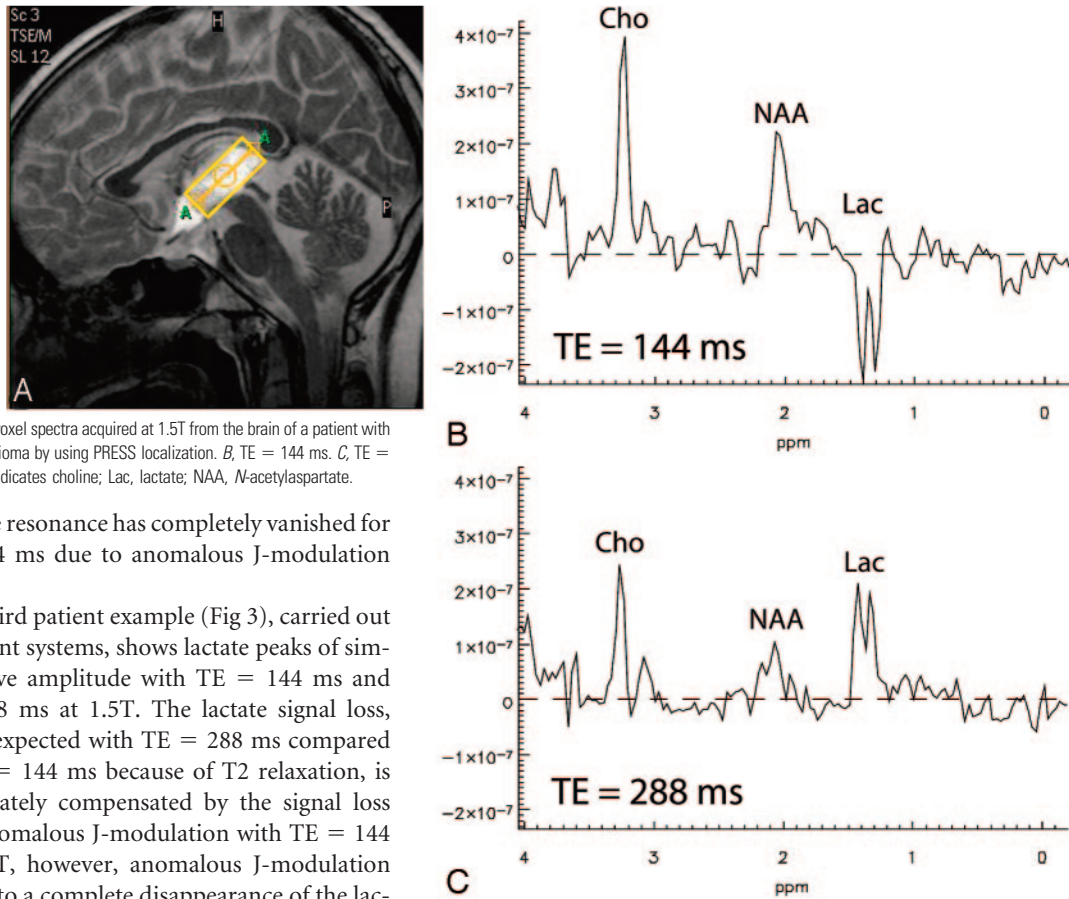 Sc 3
TSE/M
SL 12
H
A
A
P
A
oxel spectra acquired at 1.5T from the brain of a patient with
ioma by using PRESS localization. B, TE = 144 ms. C, TE =
dicates choline; Lac, lactate; NAA, N-acetylaspartate.
e resonance has completely vanished for
4 ms due to anomalous J-modulation
ird patient example (Fig 3), carried out
nt systems, shows lactate peaks of sim-
ve amplitude with TE = 144 ms and
8 ms at 1.5T. The lactate signal loss,
expected with TE = 288 ms compared
= 144 ms because of T2 relaxation, is
ately compensated by the signal loss
nomalous J-modulation with TE = 144
T, however, anomalous J-modulation
to a complete disappearance of the lac-
Cho
NAA
Lac
4×10⁻⁷
3×10⁻⁷
2×10⁻⁷
1×10⁻⁷
0
−1×10⁻⁷
−2×10⁻⁷
TE = 144 ms
4 3 2 1 0
ppm
B
Cho
NAA
Lac
4×10⁻⁷
3×10⁻⁷
2×10⁻⁷
1×10⁻⁷
0
−1×10⁻⁷
−2×10⁻⁷
TE = 288 ms
4 3 2 1 0
ppm
C